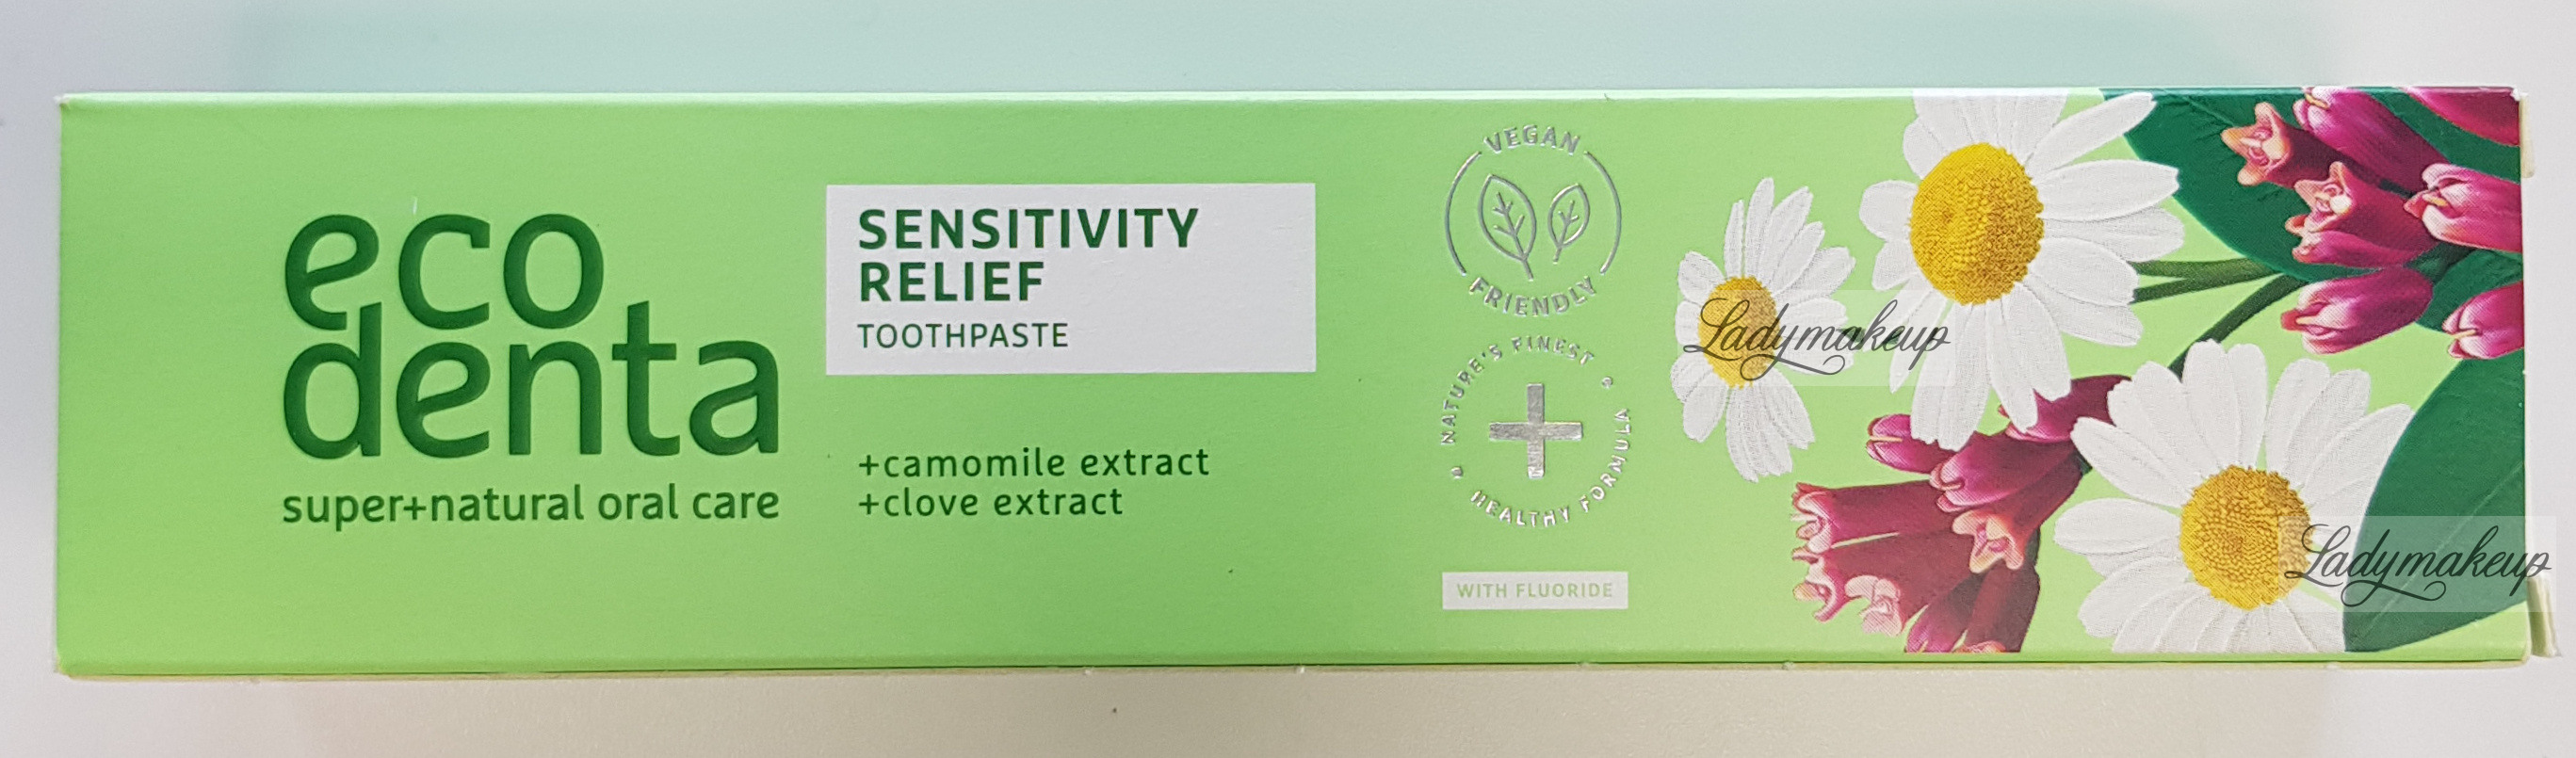 eco
denta
super+natural oral care
SENSITIVITY
RELIEF
TOOTHPASTE
+camomile extract
+clove extract
VEGAN
FRIENDLY
NATURE'S FINEST
HEALTHY FORMULA
WITH FLUORIDE
Ladymakeup
Ladymakeup